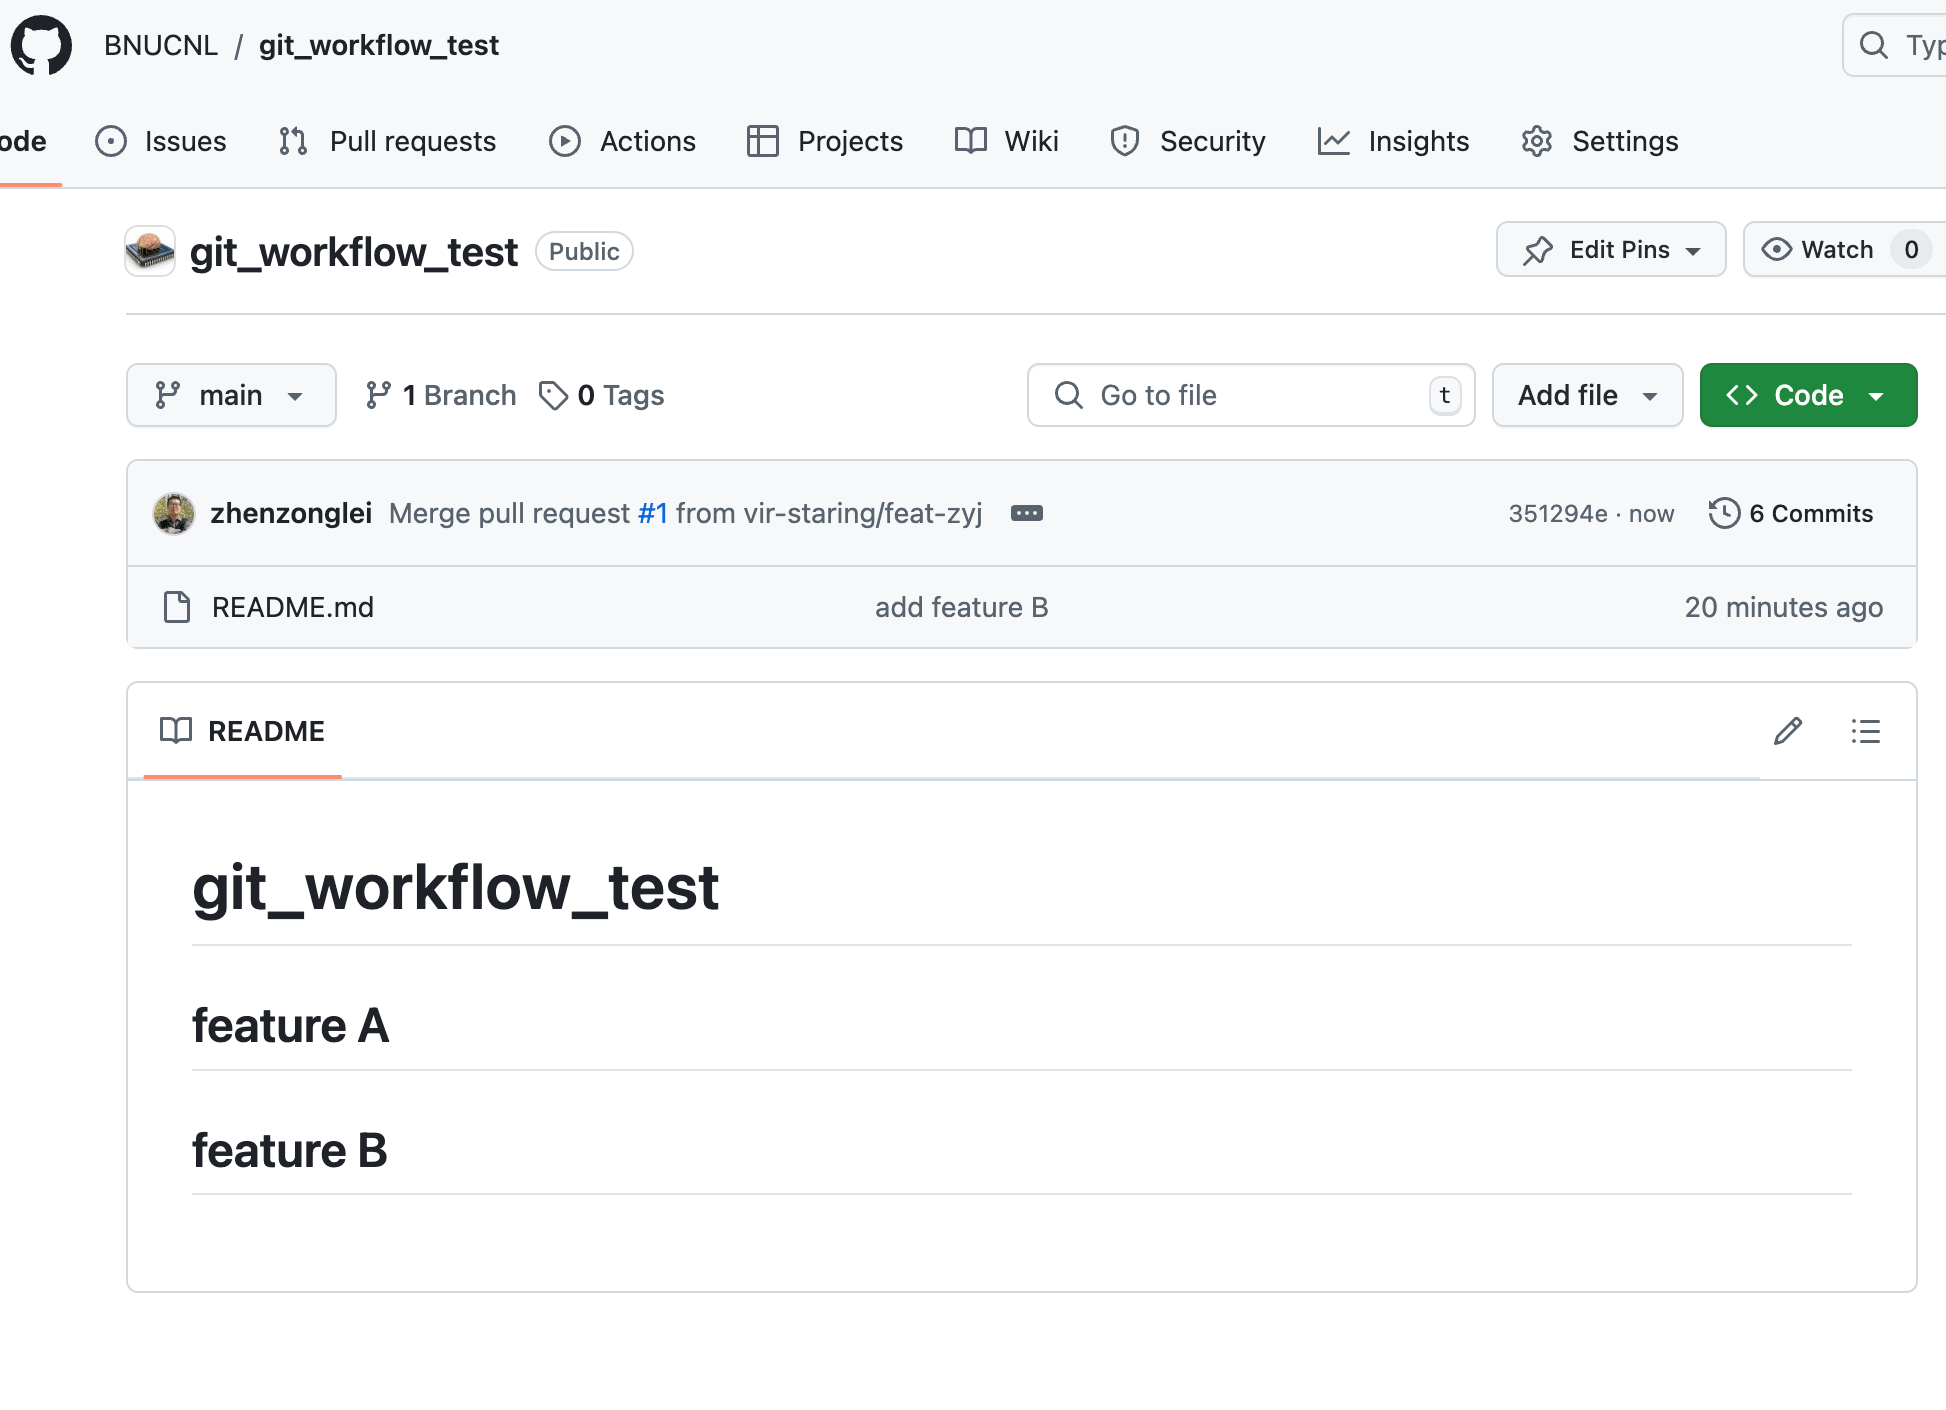 BNUCNL / git_workflow_test
Typ
ode Issues Pull requests Actions Projects Wiki Security Insights Settings
git_workflow_test Public
Edit Pins Watch 0
main 1 Branch 0 Tags
Go to file t Add file Code
zhenzonglei Merge pull request #1 from vir-staring/feat-zyj ··· 351294e · now 6 Commits
README.md add feature B 20 minutes ago
README
git_workflow_test
feature A
feature B